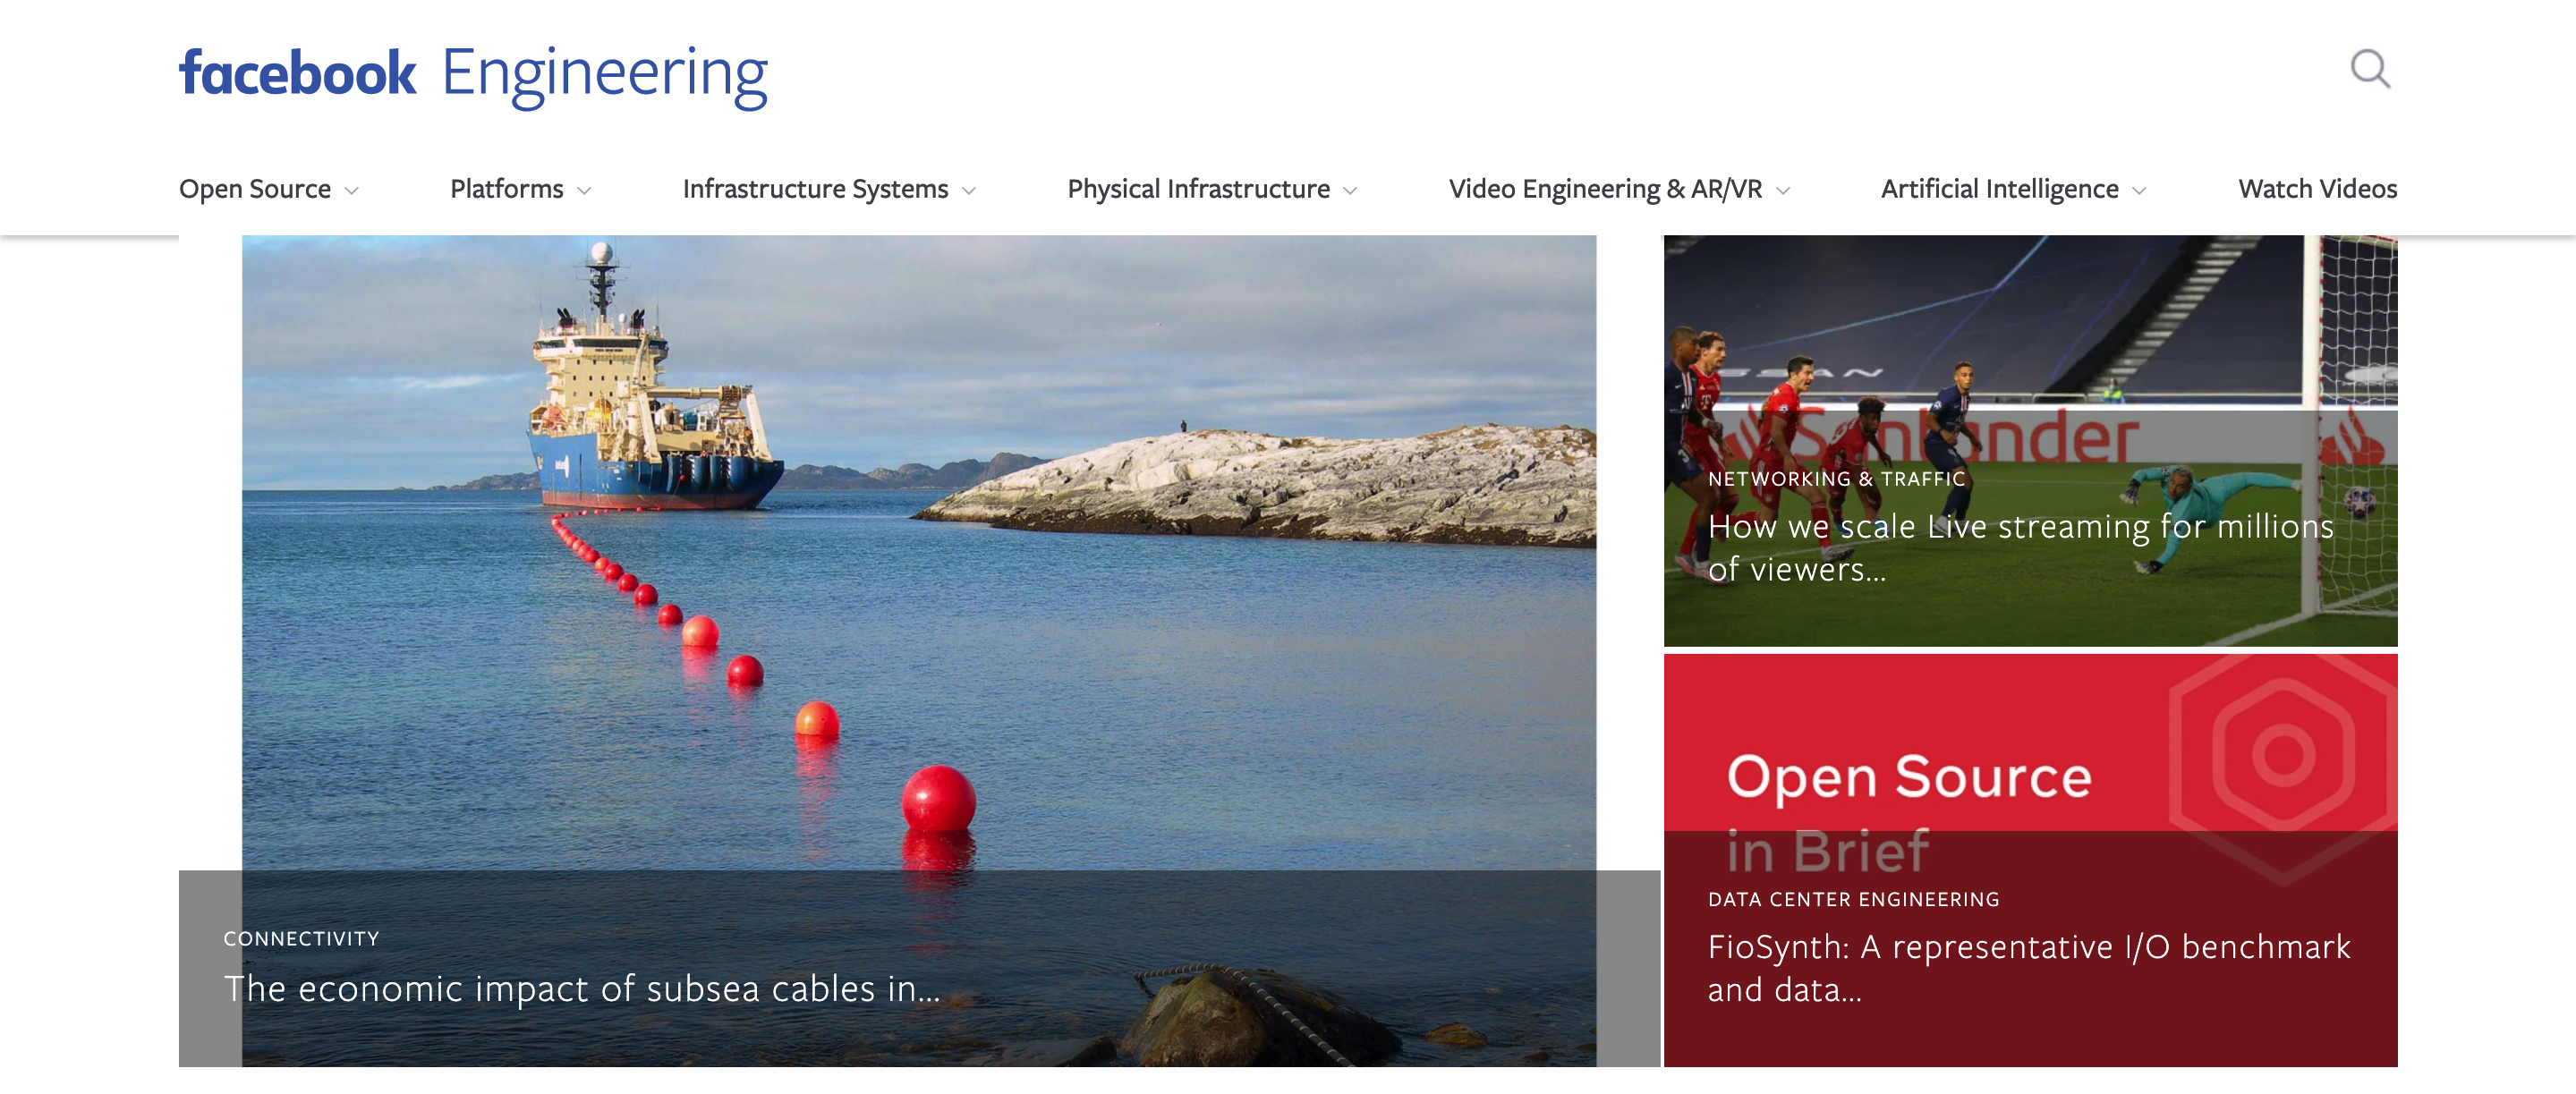 facebook Engineering
Open Source
Platforms
Infrastructure Systems
Physical Infrastructure
Video Engineering & AR/VR
Artificial Intelligence
Watch Videos
CONNECTIVITY
The economic impact of subsea cables in...
Santander
NETWORKING & TRAFFIC
How we scale Live streaming for millions
of viewers...
Open Source
in Brief
DATA CENTER ENGINEERING
FioSynth: A representative I/O benchmark
and data...